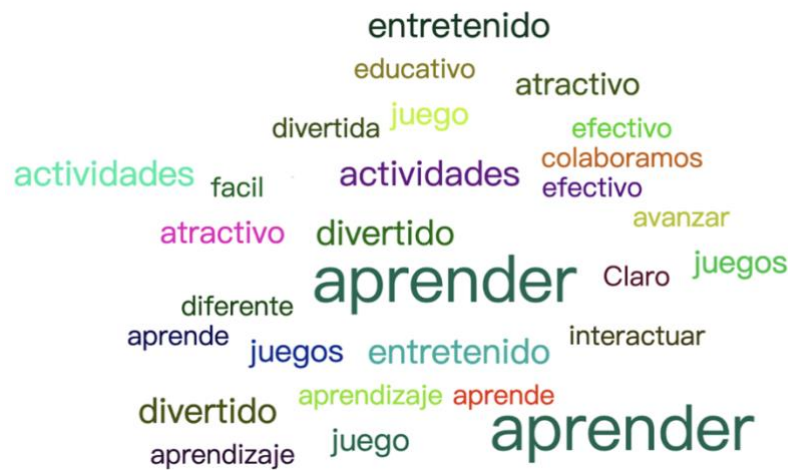 entretenido
educativo
atractivo
divertida juego efectivo
colaboramos
actividades facil actividades efectivo
avanzar
atractivo divertido
aprender Claro juegos
diferente
aprende interactuar
juegos entretenido
aprendizaje aprende
divertido aprender
juego
aprendizaje